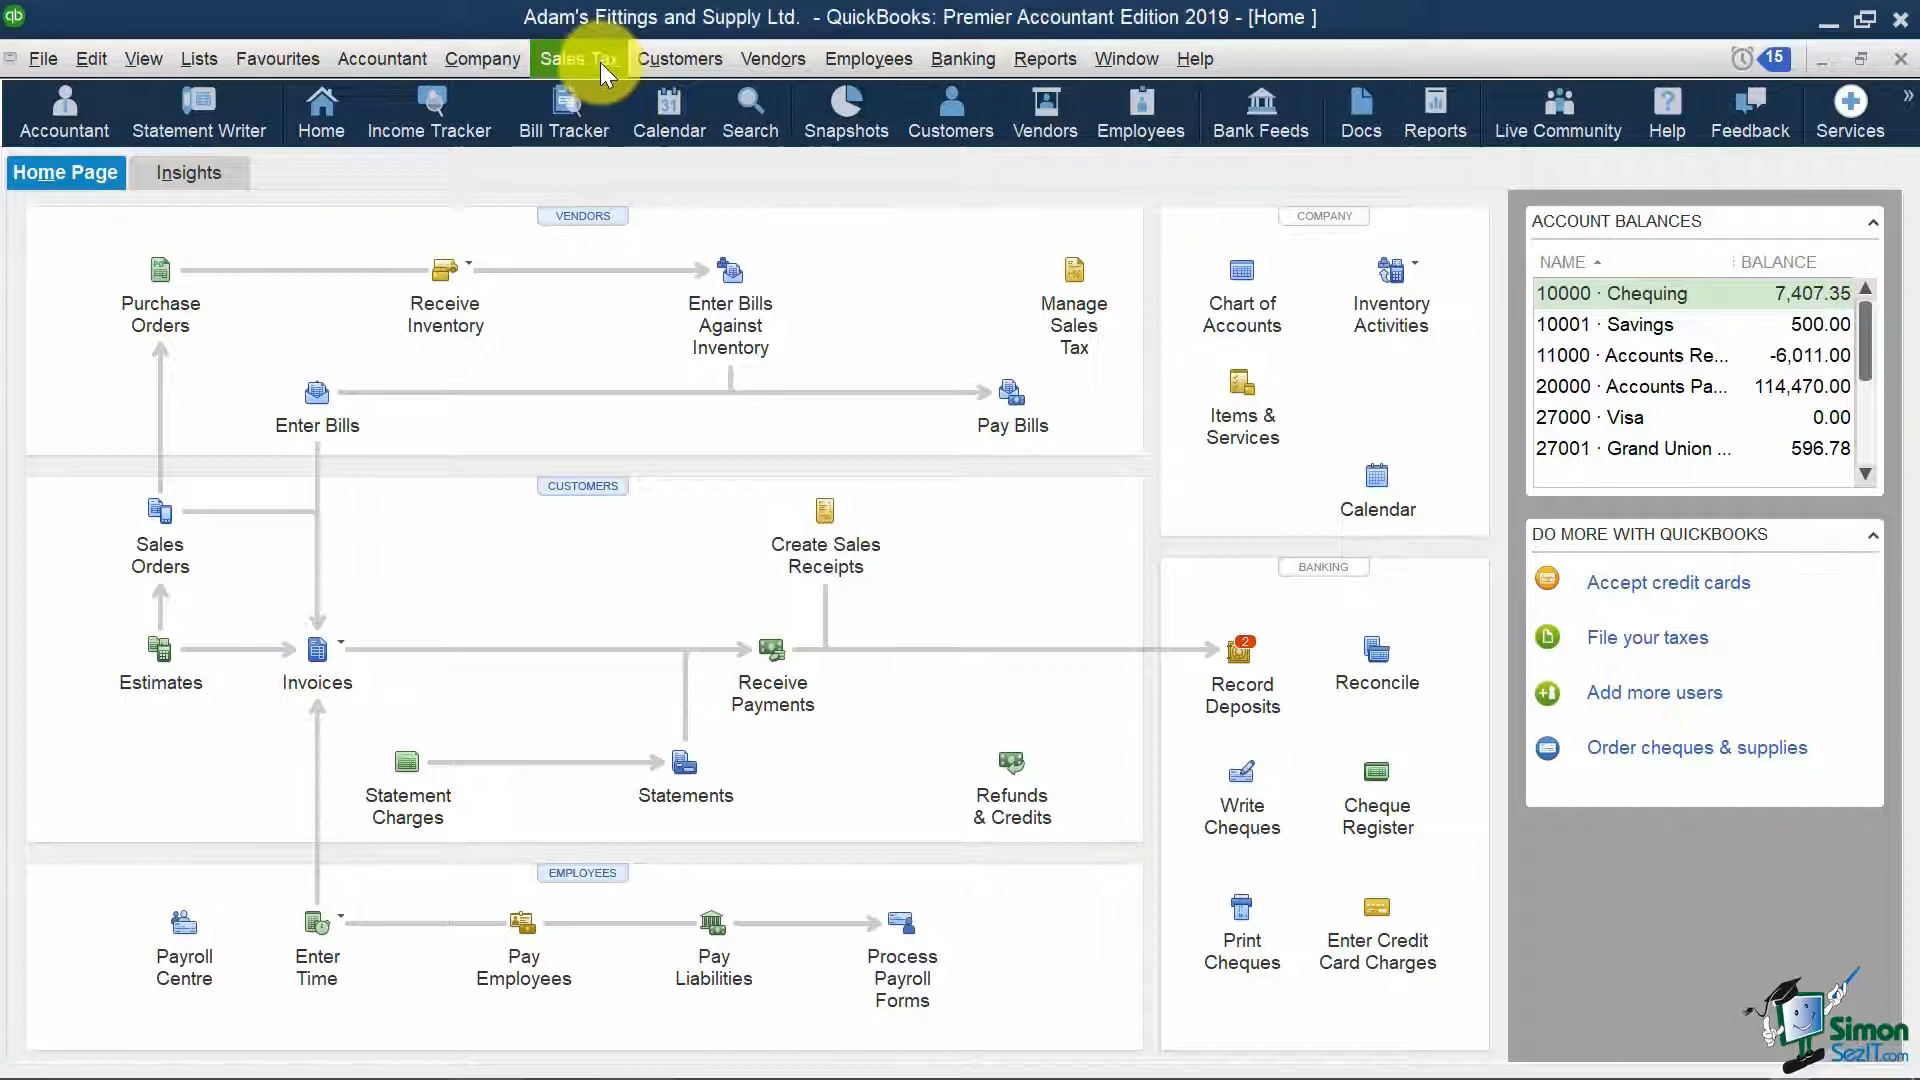 qb
Adam's Fittings and Supply Ltd. - QuickBooks: Premier Accountant Edition 2019 - [Home ]
File Edit View Lists Favourites Accountant Company Sales Tax Customers Vendors Employees Banking Reports Window Help 15
31
Accountant Statement Writer Home Income Tracker Bill Tracker Calendar Search Snapshots Customers Vendors Employees Bank Feeds Docs Reports Live Community Help Feedback Services
Home Page Insights
VENDORS
Purchase
Orders
Receive
Inventory
Enter Bills
Against
Inventory
Manage
Sales
Tax
Enter Bills
Pay Bills
CUSTOMERS
Sales
Orders
Create Sales
Receipts
Estimates
Invoices
Receive
Payments
Statement
Charges
Statements
Refunds
& Credits
EMPLOYEES
Payroll
Centre
Enter
Time
Pay
Employees
Pay
Liabilities
Process
Payroll
Forms
COMPANY
Chart of
Accounts
Inventory
Activities
Items &
Services
Calendar
BANKING
2
Record
Deposits
Reconcile
Write
Cheques
Cheque
Register
Print
Cheques
Enter Credit
Card Charges
ACCOUNT BALANCES
NAME BALANCE
10000 · Chequing 7,407.35
10001 · Savings 500.00
11000 · Accounts Re... -6,011.00
20000 · Accounts Pa... 114,470.00
27000 · Visa 0.00
27001 · Grand Union ... 596.78
DO MORE WITH QUICKBOOKS
Accept credit cards
File your taxes
Add more users
Order cheques & supplies
Simon
SezIT.com